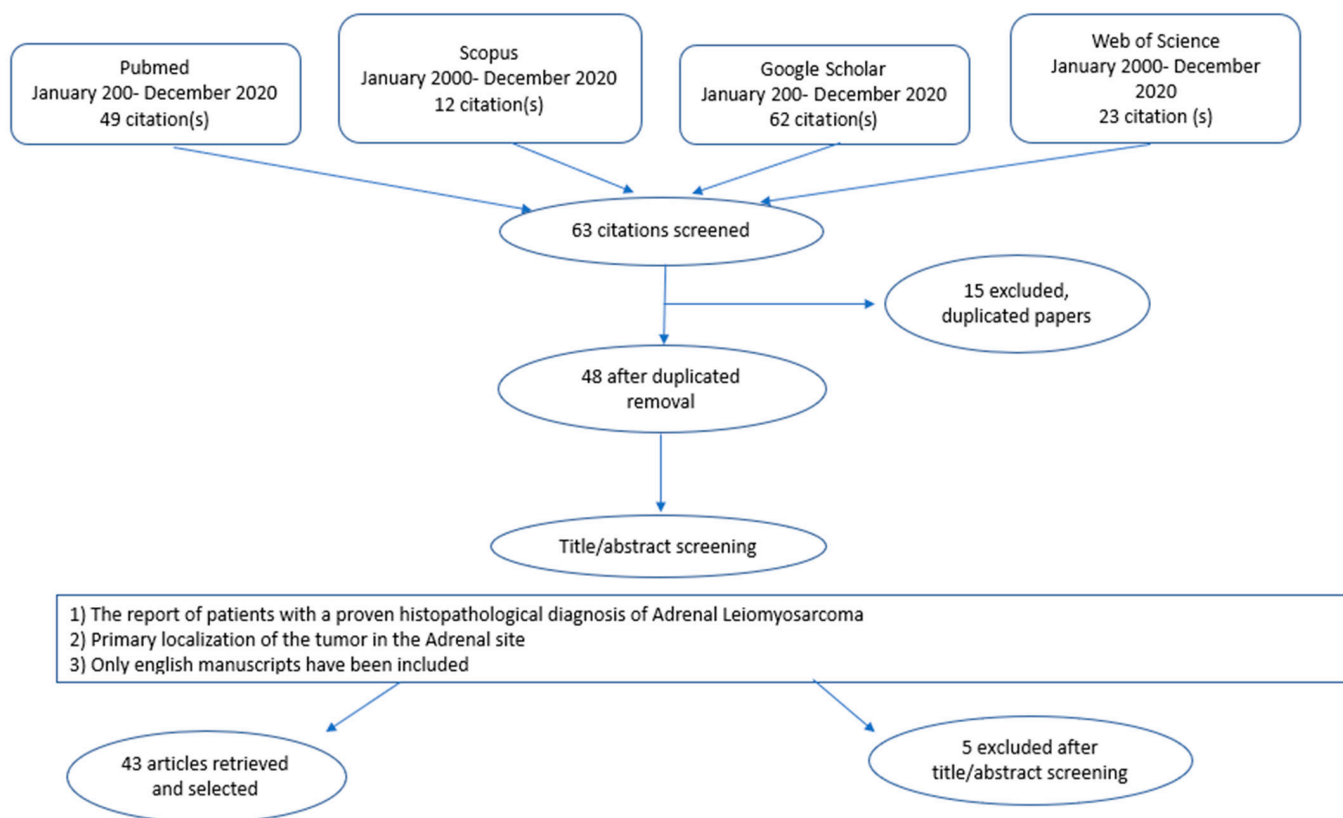 Pubmed
January 200- December 2020
49 citation(s)
Scopus
January 2000- December 2020
12 citation(s)
Google Scholar
January 200- December 2020
62 citation(s)
Web of Science
January 2000- December
2020
23 citation (s)
63 citations screened
15 excluded,
duplicated papers
48 after duplicated
removal
Title/abstract screening
1) The report of patients with a proven histopathological diagnosis of Adrenal Leiomyosarcoma
2) Primary localization of the tumor in the Adrenal site
3) Only english manuscripts have been included
43 articles retrieved
and selected
5 excluded after
title/abstract screening